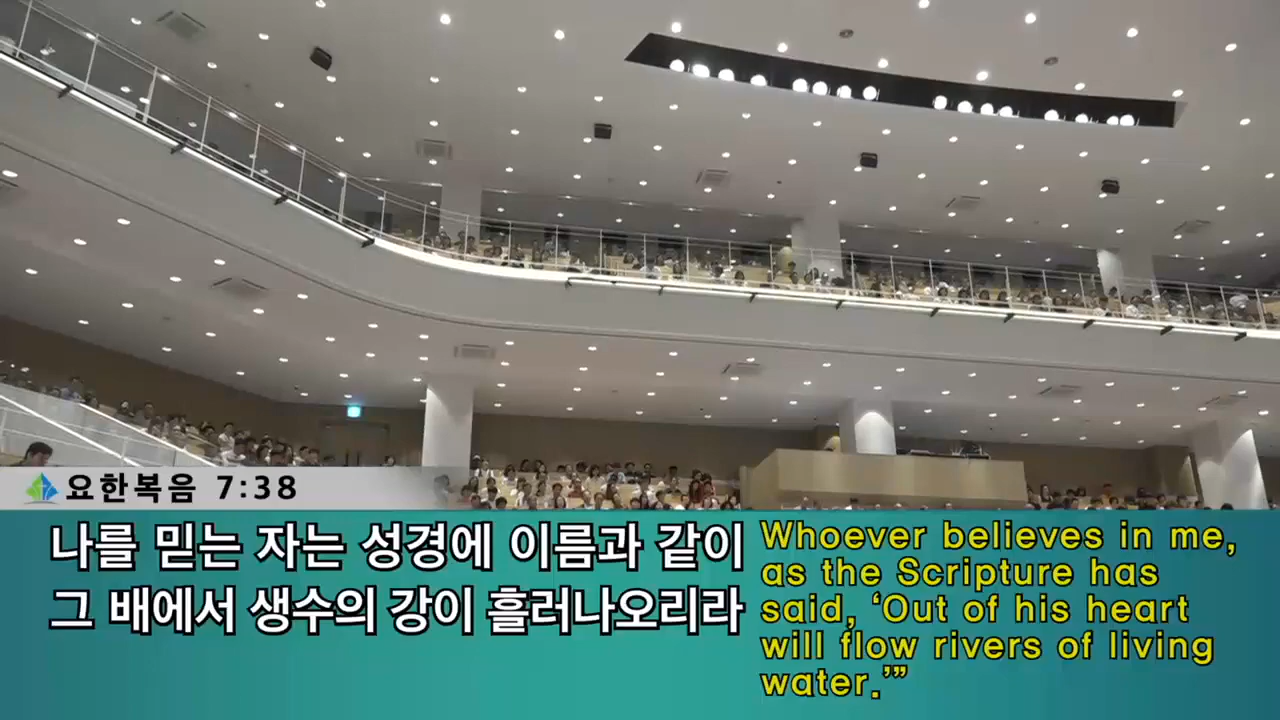 요한복음 7:38
나를 믿는 자는 성경에 이름과 같이
그 배에서 생수의 강이 흘러나오리라
Whoever believes in me,
as the Scripture has
said, ‘Out of his heart
will flow rivers of living
water.’”